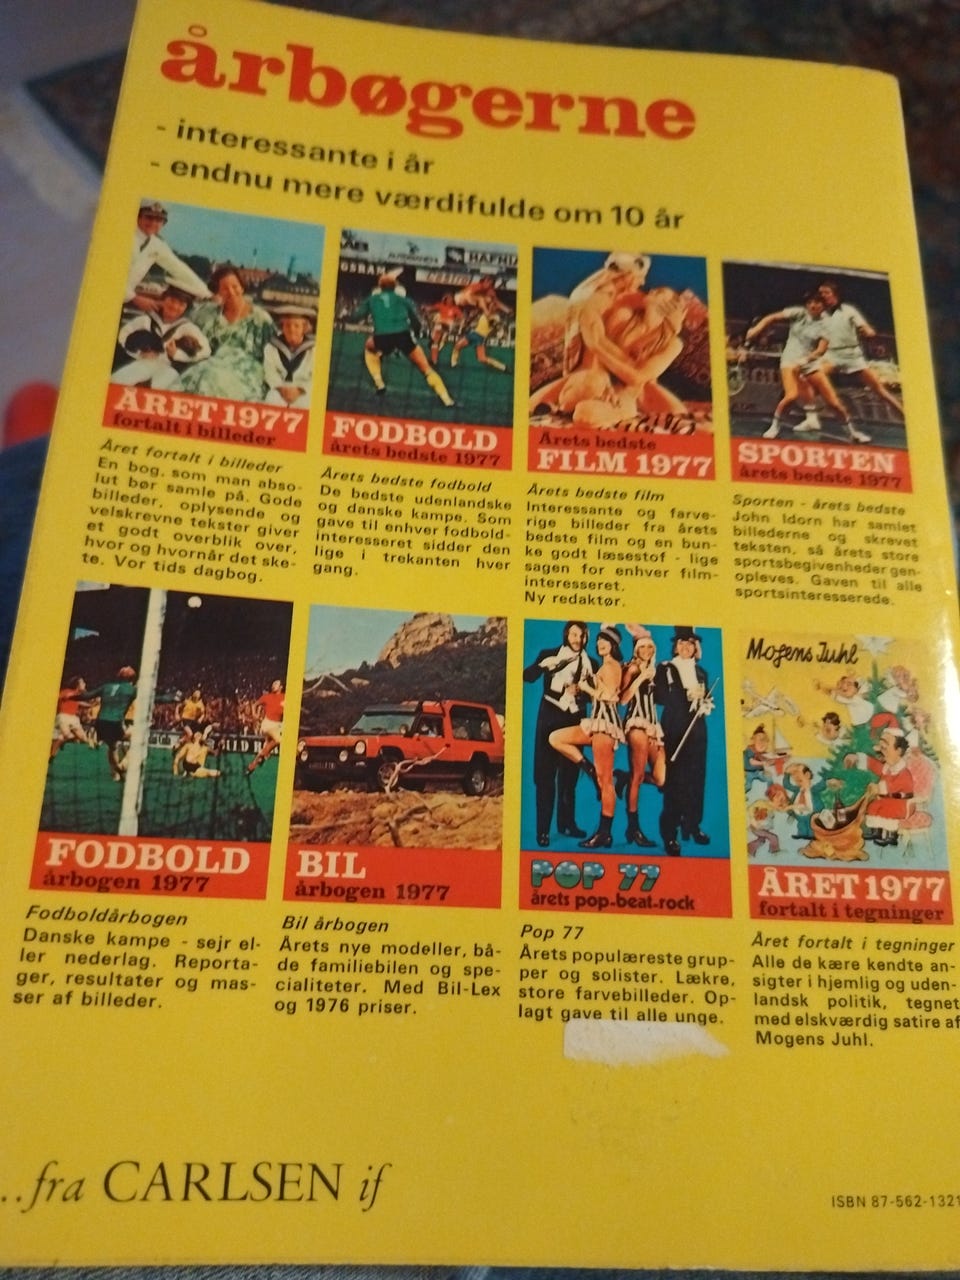 årbøgerne
- interessante i år
- endnu mere værdifulde om 10 år
ÅRET 1977
fortalt i billeder
HAFNIA
OSRAM
FODBOLD
årets bedste 1977
Årets bedste
FILM 1977
SPORTEN
årets bedste 1977
Året fortalt i billeder
En bog, som man abso-
lut bør samle på. Gode
billeder, oplysende og
velskrevne tekster giver
et godt overblik over,
hvor og hvornår det ske-
te. Vor tids dagbog.
Årets bedste fodbold
De bedste udenlandske
og danske kampe. Som
gave til enhver fodbold-
interesseret sidder den
lige i trekanten hver
gang.
Årets bedste film
Interessante og farve-
rige billeder fra årets
bedste film og en bun-
ke godt læsestof - lige
sagen for enhver film-
interesseret.
Ny redaktør.
Sporten - årets bedste
John Idorn har samlet
billederne og skrevet
teksten, så årets store
sportsbegivenheder gen-
opleves. Gaven til alle
sportsinteresserede.
FODBOLD
årbogen 1977
BIL
årbogen 1977
POP 77
årets pop-beat-rock
Mogens Juhl
ÅRET 1977
fortalt i tegninger
Fodboldårbogen
Danske kampe - sejr el-
ler nederlag. Reporta-
ger, resultater og mas-
ser af billeder.
Bil årbogen
Årets nye modeller, bå-
de familiebilen og spe-
cialiteter. Med Bil-Lex
og 1976 priser.
Pop 77
Årets populæreste grup-
per og solister. Lækre,
store farvebilleder. Op-
lagt gave til alle unge.
Året fortalt i tegninger
Alle de kære kendte an-
sigter i hjemlig og uden-
landsk politik, tegnet
med elskværdig satire af
Mogens Juhl.
..fra CARLSEN if
ISBN 87-562-1321